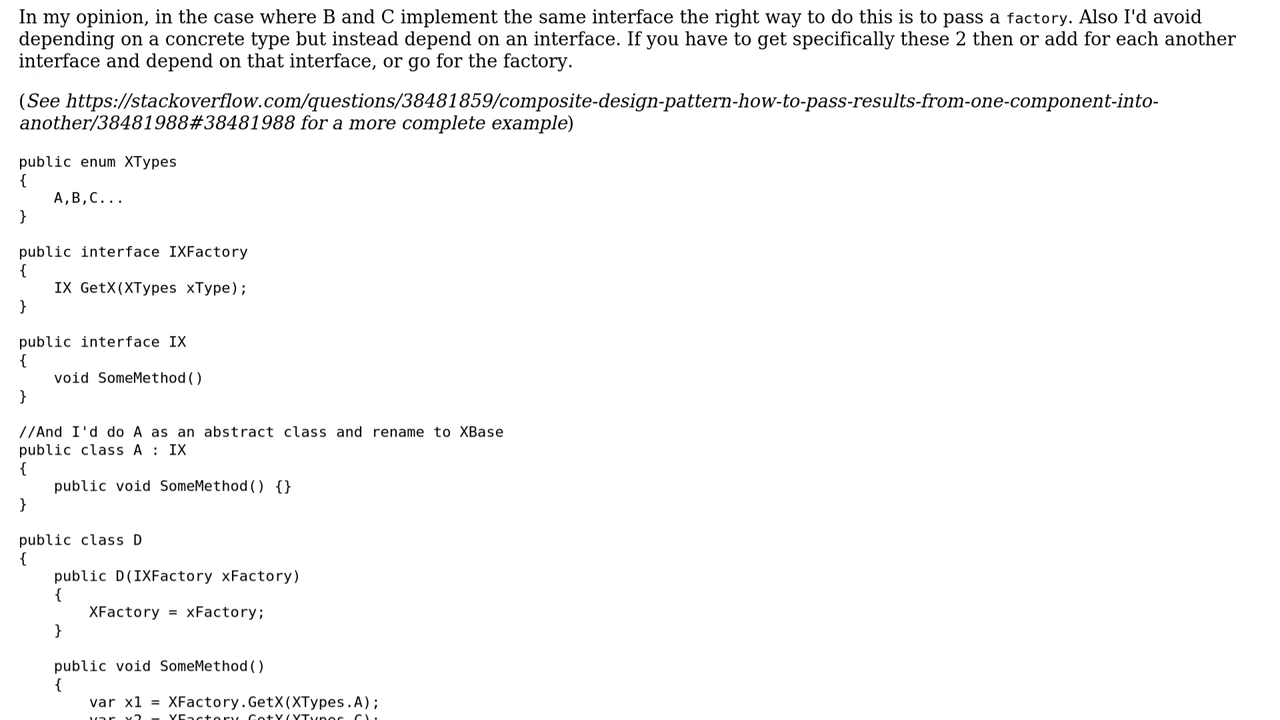 In my opinion, in the case where B and C implement the same interface the right way to do this is to pass a factory. Also I'd avoid
depending on a concrete type but instead depend on an interface. If you have to get specifically these 2 then or add for each another
interface and depend on that interface, or go for the factory.
(See https://stackoverflow.com/questions/38481859/composite-design-pattern-how-to-pass-results-from-one-component-into-
another/38481988#38481988 for a more complete example)
public enum XTypes
{
    A,B,C...
}
public interface IXFactory
{
    IX GetX(XTypes xType);
}
public interface IX
{
    void SomeMethod()
}
//And I'd do A as an abstract class and rename to XBase
public class A : IX
{
    public void SomeMethod() {}
}
public class D
{
    public D(IXFactory xFactory)
    {
        XFactory = xFactory;
    }
    public void SomeMethod()
    {
        var x1 = XFactory.GetX(XTypes.A);
        var x2 = XFactory.GetX(XTypes.C);